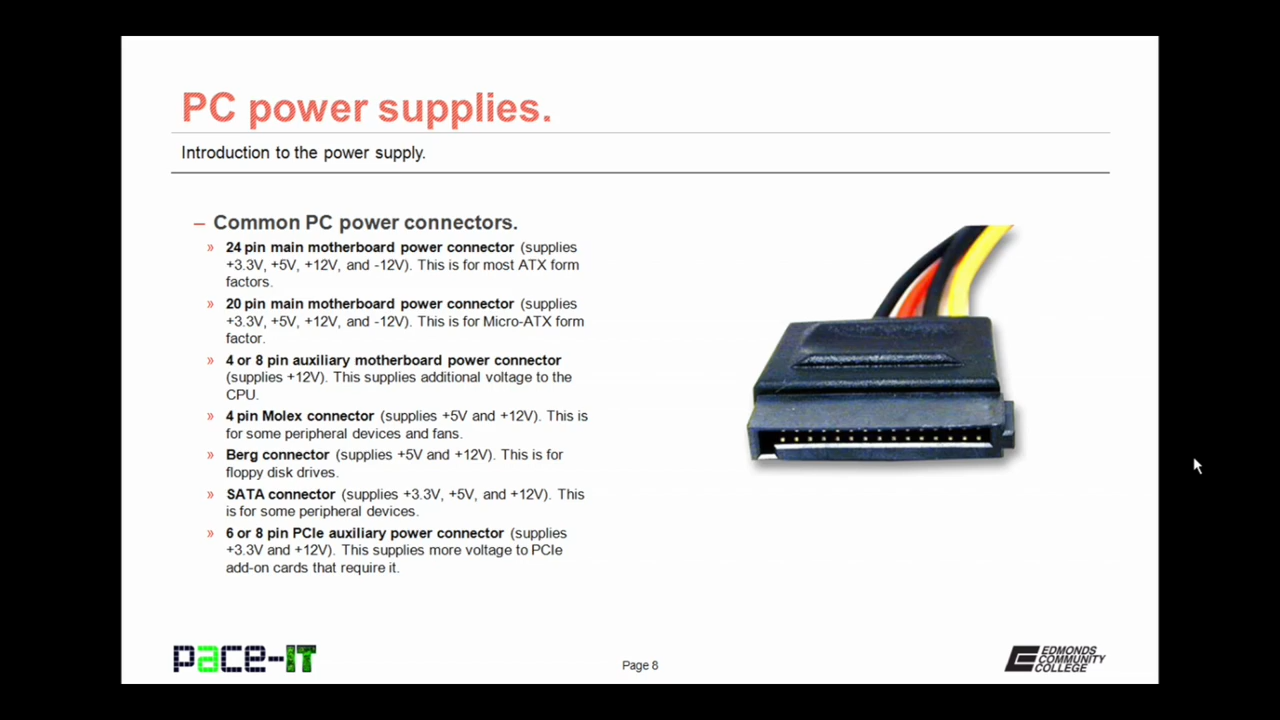 PC power supplies.
Introduction to the power supply.
– Common PC power connectors.
» 24 pin main motherboard power connector (supplies
+3.3V, +5V, +12V, and -12V). This is for most ATX form
factors.
» 20 pin main motherboard power connector (supplies
+3.3V, +5V, +12V, and -12V). This is for Micro-ATX form
factor.
» 4 or 8 pin auxiliary motherboard power connector
(supplies +12V). This supplies additional voltage to the
CPU.
» 4 pin Molex connector (supplies +5V and +12V). This is
for some peripheral devices and fans.
» Berg connector (supplies +5V and +12V). This is for
floppy disk drives.
» SATA connector (supplies +3.3V, +5V, and +12V). This
is for some peripheral devices.
» 6 or 8 pin PCIe auxiliary power connector (supplies
+3.3V and +12V). This supplies more voltage to PCIe
add-on cards that require it.
pace-IT
Page 8
EDMONDS
COMMUNITY
COLLEGE